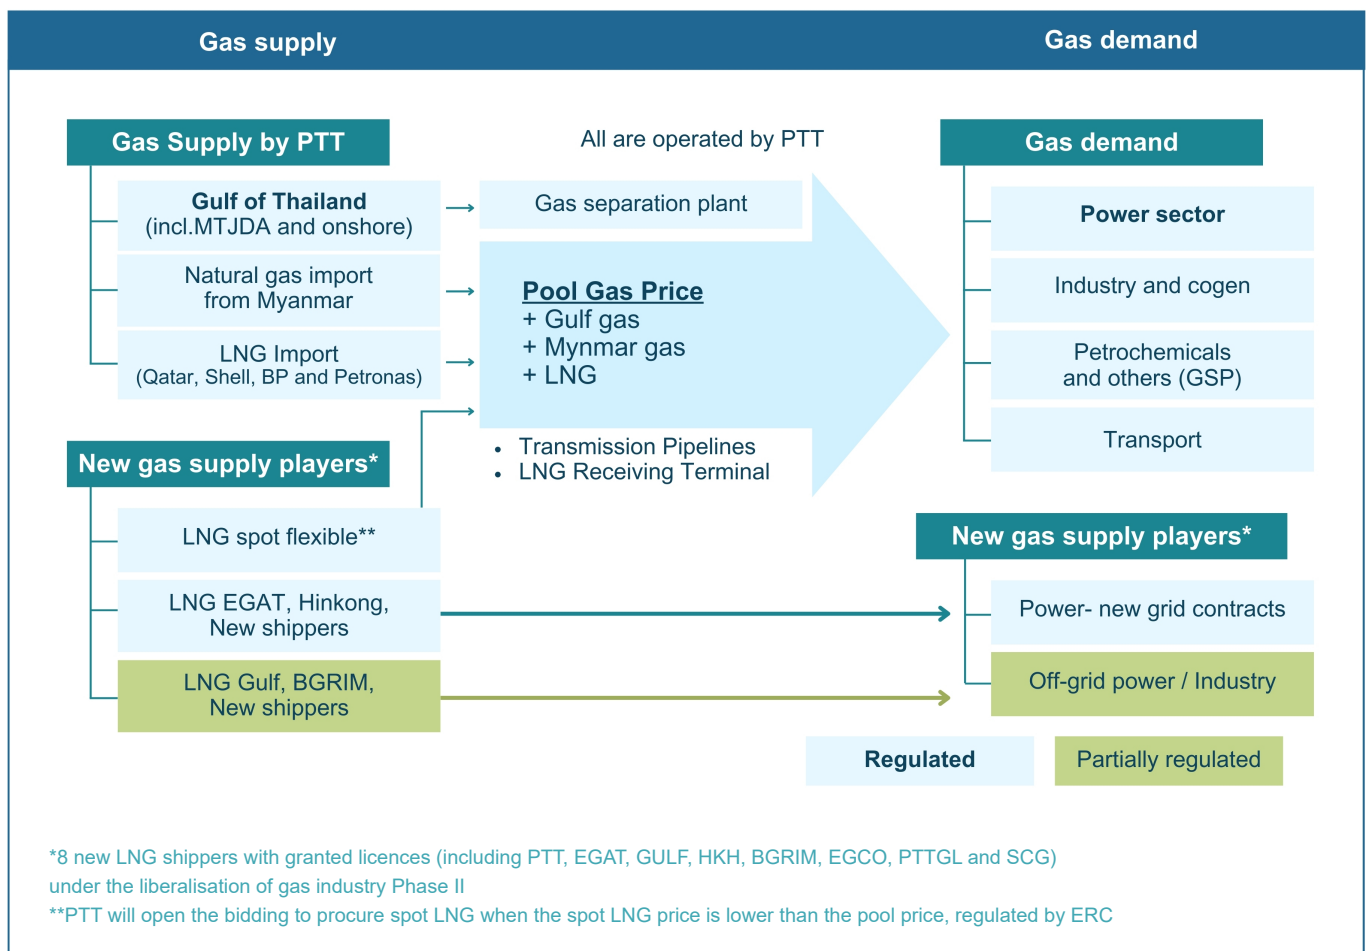 Gas supply
Gas demand
Gas Supply by PTT
Gulf of Thailand
(incl.MTJDA and onshore)
Natural gas import
from Myanmar
LNG Import
(Qatar, Shell, BP and Petronas)
New gas supply players*
LNG spot flexible**
LNG EGAT, Hinkong,
New shippers
LNG Gulf, BGRIM,
New shippers
All are operated by PTT
Gas separation plant
Pool Gas Price
+ Gulf gas
+ Mynmar gas
+ LNG
• Transmission Pipelines
• LNG Receiving Terminal
Gas demand
Power sector
Industry and cogen
Petrochemicals
and others (GSP)
Transport
New gas supply players*
Power- new grid contracts
Off-grid power / Industry
Regulated
Partially regulated
*8 new LNG shippers with granted licences (including PTT, EGAT, GULF, HKH, BGRIM, EGCO, PTTGL and SCG)
under the liberalisation of gas industry Phase II
**PTT will open the bidding to procure spot LNG when the spot LNG price is lower than the pool price, regulated by ERC